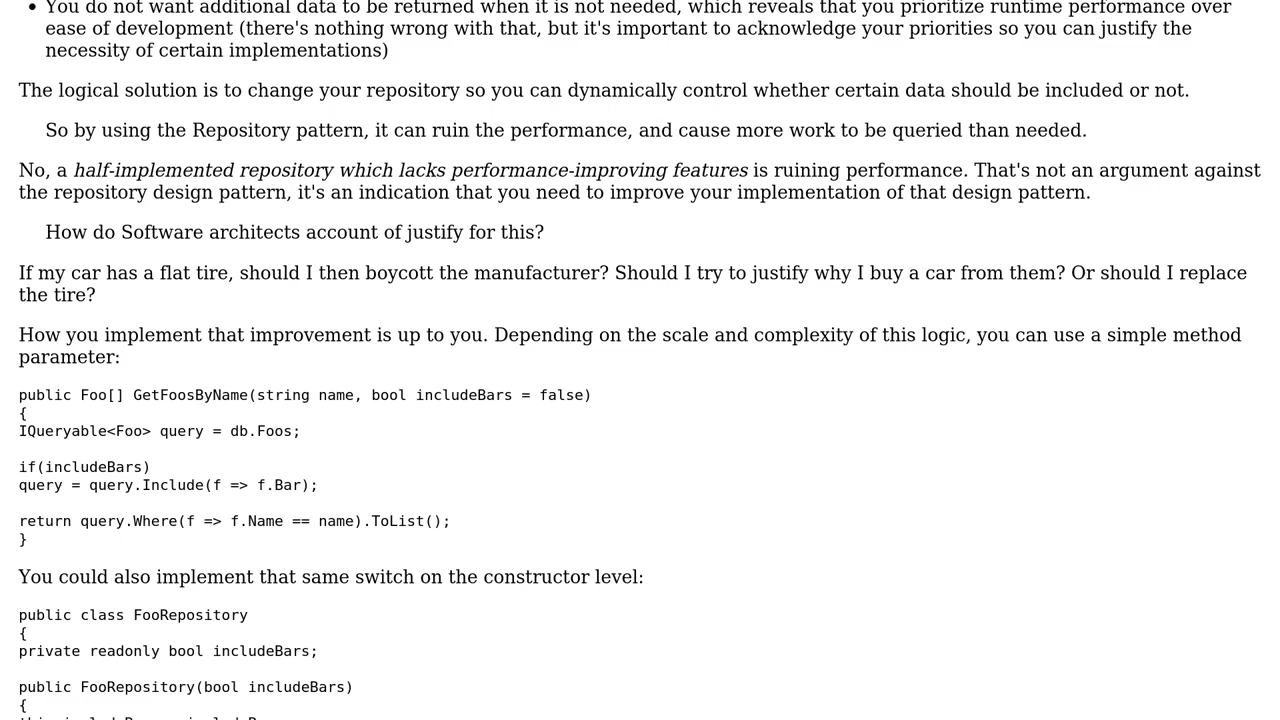 • You do not want additional data to be returned when it is not needed, which reveals that you prioritize runtime performance over
ease of development (there's nothing wrong with that, but it's important to acknowledge your priorities so you can justify the
necessity of certain implementations)
The logical solution is to change your repository so you can dynamically control whether certain data should be included or not.
So by using the Repository pattern, it can ruin the performance, and cause more work to be queried than needed.
No, a half-implemented repository which lacks performance-improving features is ruining performance. That's not an argument against
the repository design pattern, it's an indication that you need to improve your implementation of that design pattern.
How do Software architects account of justify for this?
If my car has a flat tire, should I then boycott the manufacturer? Should I try to justify why I buy a car from them? Or should I replace
the tire?
How you implement that improvement is up to you. Depending on the scale and complexity of this logic, you can use a simple method
parameter:
public Foo[] GetFoosByName(string name, bool includeBars = false)
{
IQueryable<Foo> query = db.Foos;
if(includeBars)
query = query.Include(f => f.Bar);
return query.Where(f => f.Name == name).ToList();
}
You could also implement that same switch on the constructor level:
public class FooRepository
{
private readonly bool includeBars;
public FooRepository(bool includeBars)
{